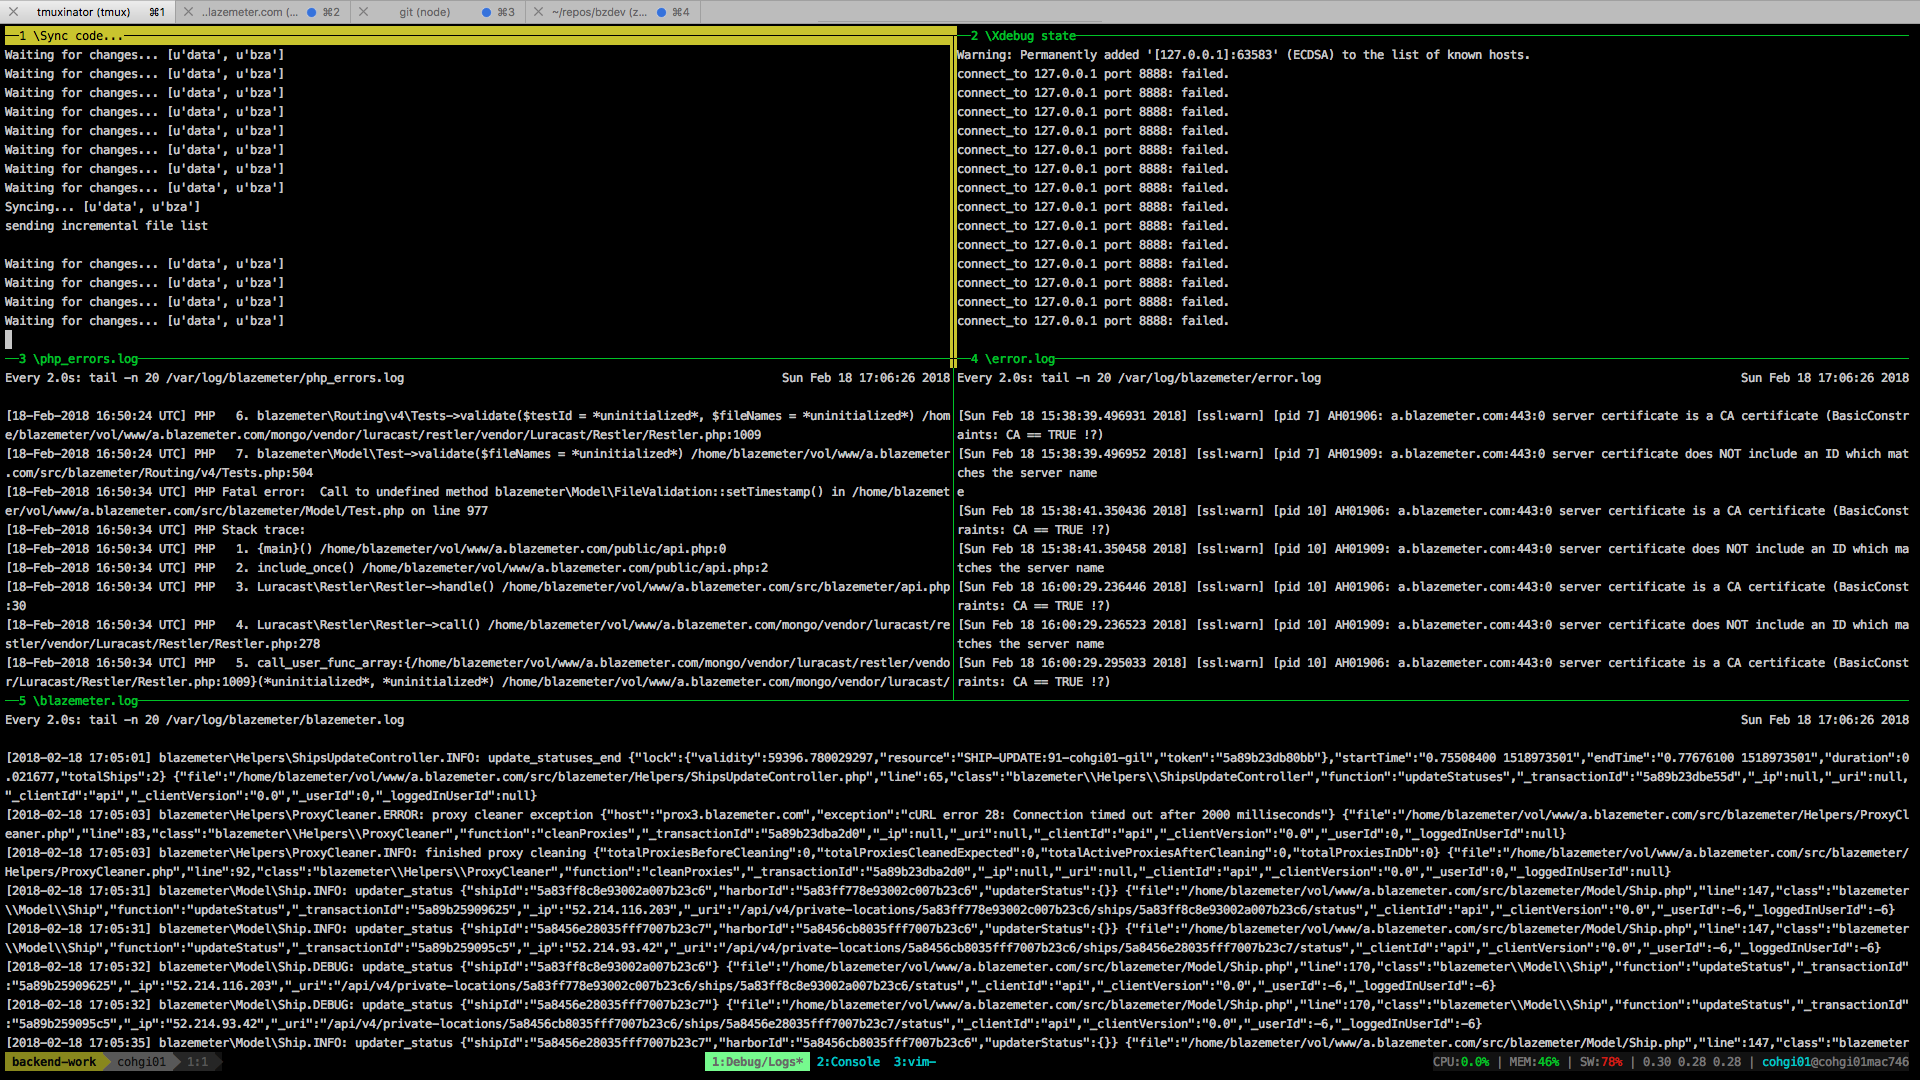 tmuxinator (tmux) ⌘1 ..lazemeter.com (... ⌘2 git (node) ⌘3 ~/repos/bzdev (z... ⌘4
1 \Sync code...
Waiting for changes... [u'data', u'bza']
Waiting for changes... [u'data', u'bza']
Waiting for changes... [u'data', u'bza']
Waiting for changes... [u'data', u'bza']
Waiting for changes... [u'data', u'bza']
Waiting for changes... [u'data', u'bza']
Waiting for changes... [u'data', u'bza']
Waiting for changes... [u'data', u'bza']
Syncing... [u'data', u'bza']
sending incremental file list
Waiting for changes... [u'data', u'bza']
Waiting for changes... [u'data', u'bza']
Waiting for changes... [u'data', u'bza']
Waiting for changes... [u'data', u'bza']
2 \Xdebug state
Warning: Permanently added '[127.0.0.1]:63583' (ECDSA) to the list of known hosts.
connect_to 127.0.0.1 port 8888: failed.
connect_to 127.0.0.1 port 8888: failed.
connect_to 127.0.0.1 port 8888: failed.
connect_to 127.0.0.1 port 8888: failed.
connect_to 127.0.0.1 port 8888: failed.
connect_to 127.0.0.1 port 8888: failed.
connect_to 127.0.0.1 port 8888: failed.
connect_to 127.0.0.1 port 8888: failed.
connect_to 127.0.0.1 port 8888: failed.
connect_to 127.0.0.1 port 8888: failed.
connect_to 127.0.0.1 port 8888: failed.
connect_to 127.0.0.1 port 8888: failed.
connect_to 127.0.0.1 port 8888: failed.
connect_to 127.0.0.1 port 8888: failed.
3 \php_errors.log
Every 2.0s: tail -n 20 /var/log/blazemeter/php_errors.log Sun Feb 18 17:06:26 2018
[18-Feb-2018 16:50:24 UTC] PHP   6. blazemeter\Routing\v4\Tests->validate($testId = *uninitialized*, $fileNames = *uninitialized*) /hom
e/blazemeter/vol/www/a.blazemeter.com/mongo/vendor/luracast/restler/vendor/Luracast/Restler/Restler.php:1009
[18-Feb-2018 16:50:24 UTC] PHP   7. blazemeter\Model\Test->validate($fileNames = *uninitialized*) /home/blazemeter/vol/www/a.blazemeter
.com/src/blazemeter/Routing/v4/Tests.php:504
[18-Feb-2018 16:50:34 UTC] PHP Fatal error:  Call to undefined method blazemeter\Model\FileValidation::setTimestamp() in /home/blazemet
er/vol/www/a.blazemeter.com/src/blazemeter/Model/Test.php on line 977
[18-Feb-2018 16:50:34 UTC] PHP Stack trace:
[18-Feb-2018 16:50:34 UTC] PHP   1. {main}() /home/blazemeter/vol/www/a.blazemeter.com/public/api.php:0
[18-Feb-2018 16:50:34 UTC] PHP   2. include_once() /home/blazemeter/vol/www/a.blazemeter.com/public/api.php:2
[18-Feb-2018 16:50:34 UTC] PHP   3. Luracast\Restler\Restler->handle() /home/blazemeter/vol/www/a.blazemeter.com/src/blazemeter/api.php
:30
[18-Feb-2018 16:50:34 UTC] PHP   4. Luracast\Restler\Restler->call() /home/blazemeter/vol/www/a.blazemeter.com/mongo/vendor/luracast/re
stler/vendor/Luracast/Restler/Restler.php:278
[18-Feb-2018 16:50:34 UTC] PHP   5. call_user_func_array:{/home/blazemeter/vol/www/a.blazemeter.com/mongo/vendor/luracast/restler/vendo
r/Luracast/Restler/Restler.php:1009}(*uninitialized*, *uninitialized*) /home/blazemeter/vol/www/a.blazemeter.com/mongo/vendor/luracast/
4 \error.log
Every 2.0s: tail -n 20 /var/log/blazemeter/error.log Sun Feb 18 17:06:26 2018
[Sun Feb 18 15:38:39.496931 2018] [ssl:warn] [pid 7] AH01906: a.blazemeter.com:443:0 server certificate is a CA certificate (BasicConstr
aints: CA == TRUE !?)
[Sun Feb 18 15:38:39.496952 2018] [ssl:warn] [pid 7] AH01909: a.blazemeter.com:443:0 server certificate does NOT include an ID which mat
ches the server name
e
[Sun Feb 18 15:38:41.350436 2018] [ssl:warn] [pid 10] AH01906: a.blazemeter.com:443:0 server certificate is a CA certificate (BasicConst
raints: CA == TRUE !?)
[Sun Feb 18 15:38:41.350458 2018] [ssl:warn] [pid 10] AH01909: a.blazemeter.com:443:0 server certificate does NOT include an ID which ma
tches the server name
[Sun Feb 18 16:00:29.236446 2018] [ssl:warn] [pid 10] AH01906: a.blazemeter.com:443:0 server certificate is a CA certificate (BasicConst
raints: CA == TRUE !?)
[Sun Feb 18 16:00:29.236523 2018] [ssl:warn] [pid 10] AH01909: a.blazemeter.com:443:0 server certificate does NOT include an ID which ma
tches the server name
[Sun Feb 18 16:00:29.295033 2018] [ssl:warn] [pid 10] AH01906: a.blazemeter.com:443:0 server certificate is a CA certificate (BasicConst
raints: CA == TRUE !?)
5 \blazemeter.log
Every 2.0s: tail -n 20 /var/log/blazemeter/blazemeter.log Sun Feb 18 17:06:26 2018
[2018-02-18 17:05:01] blazemeter\Helpers\ShipsUpdateController.INFO: update_statuses_end {"lock":{"validity":59396.780029297,"resource":"SHIP-UPDATE:91-cohgi01-gil","token":"5a89b23db80bb"},"startTime":"0.75508400 1518973501","endTime":"0.77676100 1518973501","duration":0
.021677,"totalShips":2} {"file":"/home/blazemeter/vol/www/a.blazemeter.com/src/blazemeter/Helpers/ShipsUpdateController.php","line":65,"class":"blazemeter\\Helpers\\ShipsUpdateController","function":"updateStatuses","_transactionId":"5a89b23dbe55d","_ip":null,"_uri":null,
"_clientId":"api","_clientVersion":"0.0","_userId":0,"_loggedInUserId":null}
[2018-02-18 17:05:03] blazemeter\Helpers\ProxyCleaner.ERROR: proxy cleaner exception {"host":"prox3.blazemeter.com","exception":"cURL error 28: Connection timed out after 2000 milliseconds"} {"file":"/home/blazemeter/vol/www/a.blazemeter.com/src/blazemeter/Helpers/ProxyCl
eaner.php","line":83,"class":"blazemeter\\Helpers\\ProxyCleaner","function":"cleanProxies","_transactionId":"5a89b23dba2d0","_ip":null,"_uri":null,"_clientId":"api","_clientVersion":"0.0","_userId":0,"_loggedInUserId":null}
[2018-02-18 17:05:03] blazemeter\Helpers\ProxyCleaner.INFO: finished proxy cleaning {"totalProxiesBeforeCleaning":0,"totalProxiesCleanedExpected":0,"totalActiveProxiesAfterCleaning":0,"totalProxiesInDb":0} {"file":"/home/blazemeter/vol/www/a.blazemeter.com/src/blazemeter/
Helpers/ProxyCleaner.php","line":92,"class":"blazemeter\\Helpers\\ProxyCleaner","function":"cleanProxies","_transactionId":"5a89b23dba2d0","_ip":null,"_uri":null,"_clientId":"api","_clientVersion":"0.0","_userId":0,"_loggedInUserId":null}
[2018-02-18 17:05:31] blazemeter\Model\Ship.INFO: updater_status {"shipId":"5a83ff8c8e93002a007b23c6","harborId":"5a83ff778e93002c007b23c6","updaterStatus":{}} {"file":"/home/blazemeter/vol/www/a.blazemeter.com/src/blazemeter/Model/Ship.php","line":147,"class":"blazemeter
\\Model\\Ship","function":"updateStatus","_transactionId":"5a89b25909625","_ip":"52.214.116.203","_uri":"/api/v4/private-locations/5a83ff778e93002c007b23c6/ships/5a83ff8c8e93002a007b23c6/status","_clientId":"api","_clientVersion":"0.0","_userId":-6,"_loggedInUserId":-6}
[2018-02-18 17:05:31] blazemeter\Model\Ship.INFO: updater_status {"shipId":"5a8456e28035fff7007b23c7","harborId":"5a8456cb8035fff7007b23c6","updaterStatus":{}} {"file":"/home/blazemeter/vol/www/a.blazemeter.com/src/blazemeter/Model/Ship.php","line":147,"class":"blazemeter
\\Model\\Ship","function":"updateStatus","_transactionId":"5a89b259095c5","_ip":"52.214.93.42","_uri":"/api/v4/private-locations/5a8456cb8035fff7007b23c6/ships/5a8456e28035fff7007b23c7/status","_clientId":"api","_clientVersion":"0.0","_userId":-6,"_loggedInUserId":-6}
[2018-02-18 17:05:32] blazemeter\Model\Ship.DEBUG: update_status {"shipId":"5a83ff8c8e93002a007b23c6"} {"file":"/home/blazemeter/vol/www/a.blazemeter.com/src/blazemeter/Model/Ship.php","line":170,"class":"blazemeter\\Model\\Ship","function":"updateStatus","_transactionId"
:"5a89b25909625","_ip":"52.214.116.203","_uri":"/api/v4/private-locations/5a83ff778e93002c007b23c6/ships/5a83ff8c8e93002a007b23c6/status","_clientId":"api","_clientVersion":"0.0","_userId":-6,"_loggedInUserId":-6}
[2018-02-18 17:05:32] blazemeter\Model\Ship.DEBUG: update_status {"shipId":"5a8456e28035fff7007b23c7"} {"file":"/home/blazemeter/vol/www/a.blazemeter.com/src/blazemeter/Model/Ship.php","line":170,"class":"blazemeter\\Model\\Ship","function":"updateStatus","_transactionId"
:"5a89b259095c5","_ip":"52.214.93.42","_uri":"/api/v4/private-locations/5a8456cb8035fff7007b23c6/ships/5a8456e28035fff7007b23c7/status","_clientId":"api","_clientVersion":"0.0","_userId":-6,"_loggedInUserId":-6}
[2018-02-18 17:05:35] blazemeter\Model\Ship.INFO: updater_status {"shipId":"5a8456e28035fff7007b23c7","harborId":"5a8456cb8035fff7007b23c6","updaterStatus":{}} {"file":"/home/blazemeter/vol/www/a.blazemeter.com/src/blazemeter/Model/Ship.php","line":147,"class":"blazemeter
backend-work cohgi01 1:1 1:Debug/Logs* 2:Console 3:vim- CPU:0.0% | MEM:46% | SW:78% | 0.30 0.28 0.28 | cohgi01@cohgi01mac746